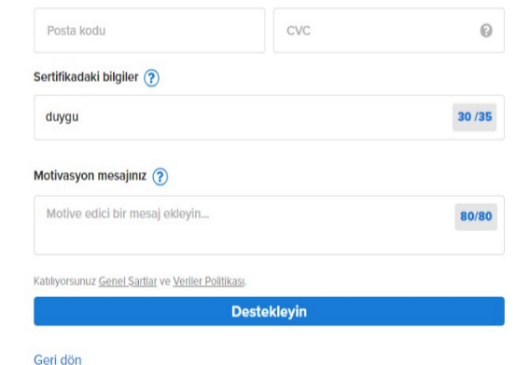 Posta kodu
CVC
Sertifikadaki bilgiler
duygu
30 /35
Motivasyon mesajınız
Motive edici bir mesaj ekleyin...
80/80
Katılıyorsunuz Genel Şartlar ve Veriler Politikası.
Destekleyin
Geri dön